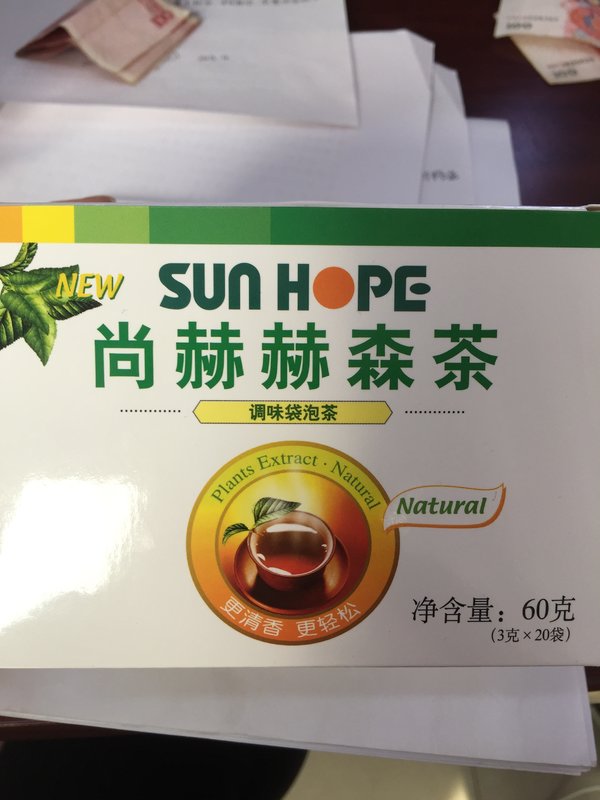 NEW
SUN HOPE
尚赫赫森茶
调味袋泡茶
Plants Extract · Natural
Natural
更清香 更轻松
净含量：60克
（3克×20袋）